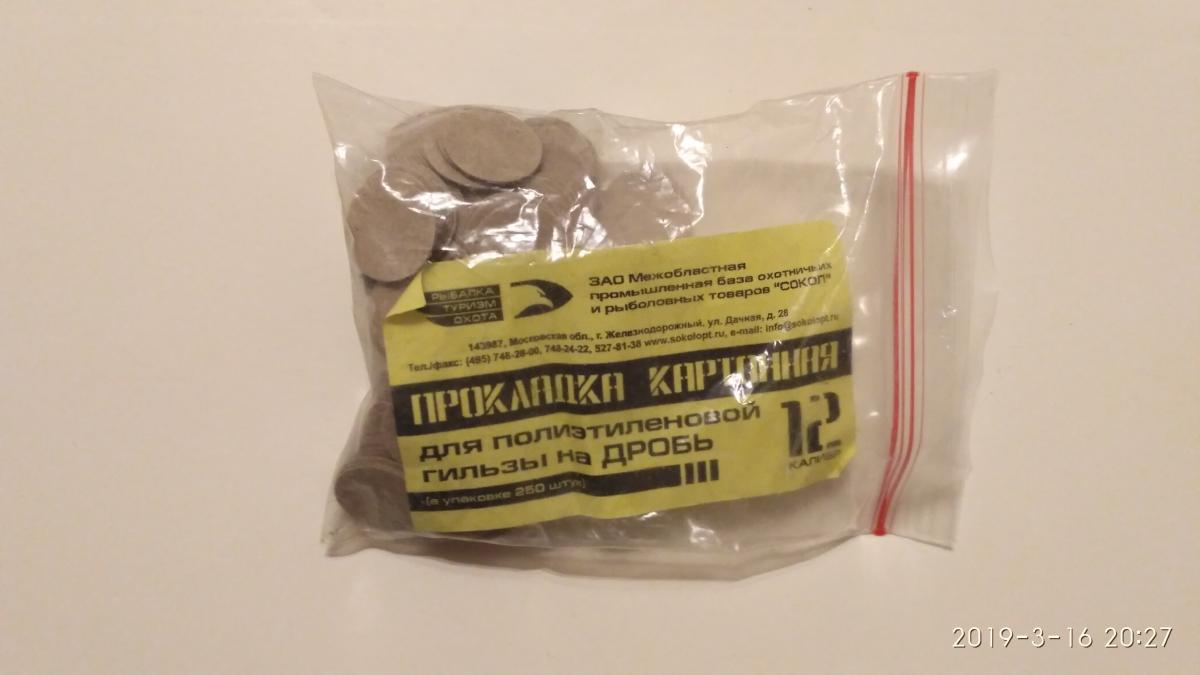 РЫБАЛКА
ТУРИЗМ
ОХОТА
ЗАО Межобластная
промышленная база охотничьих
и рыболовных товаров "СОКОЛ"
143987, Московская обл., г. Железнодорожный, ул. Дачная, д. 28
Тел./факс: (495) 748-28-00, 748-24-22, 527-81-38 www.sokolopt.ru, e-mail: info@sokolopt.ru
ПРОКЛАДКА КАРТОННАЯ
для полиэтиленовой
гильзы на ДРОБЬ
12
КАЛИБР
(в упаковке 250 штук)
2019-3-16 20:27